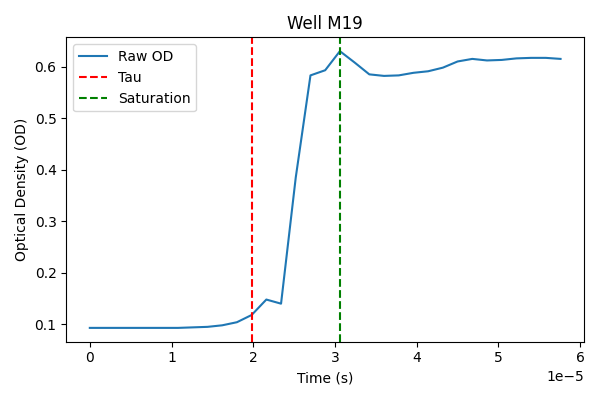 Well M19
Raw OD
Tau
Saturation
Optical Density (OD)
0.6
0.5
0.4
0.3
0.2
0.1
0 1 2 3 4 5 6
1e−5
Time (s)